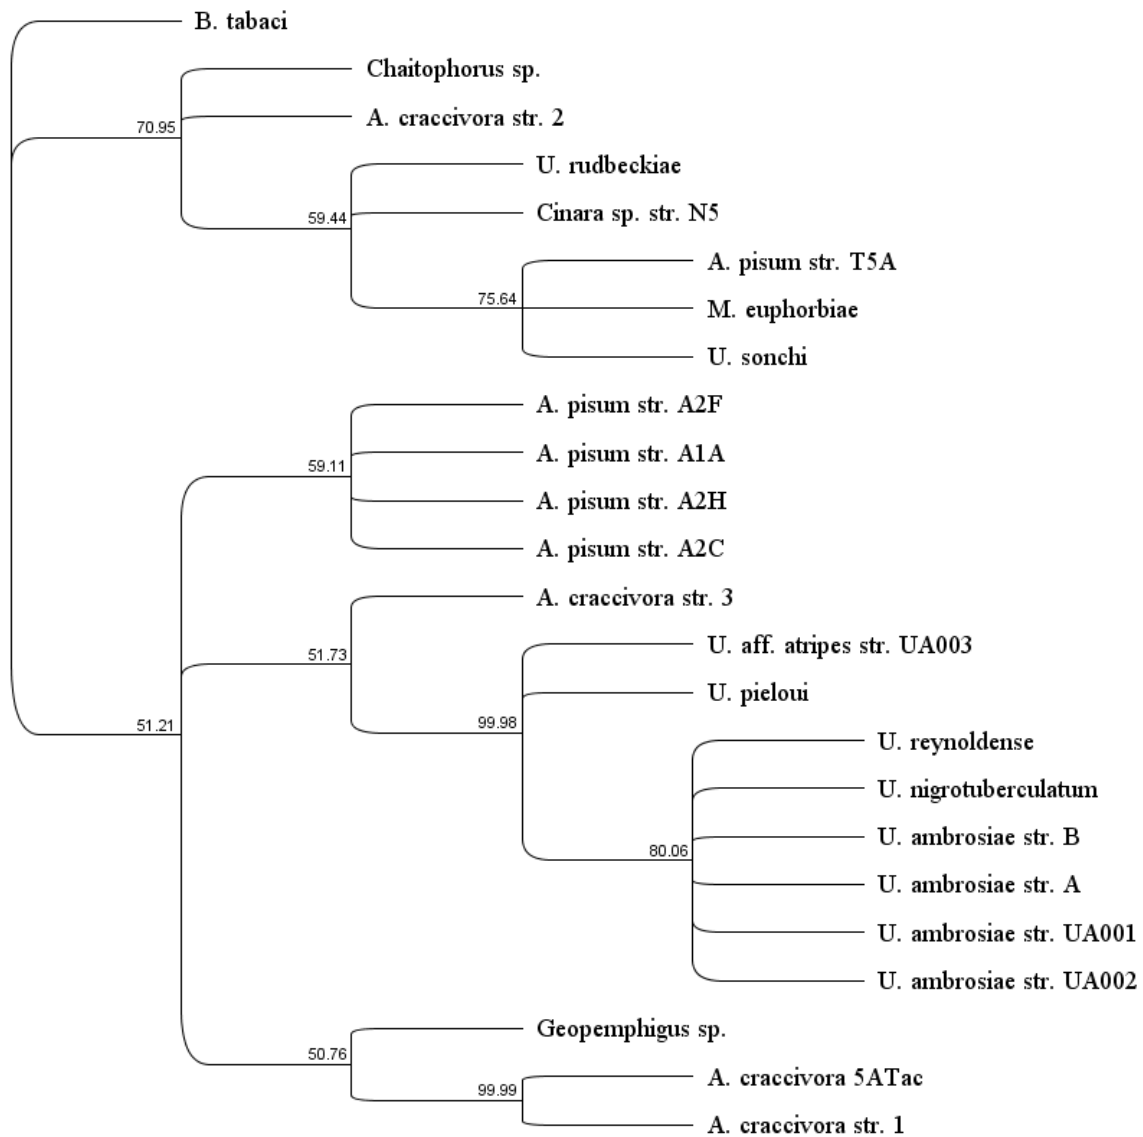 B. tabaci
Chaitophorus sp.
A. craccivora str. 2
70.95
U. rudbeckiae
Cinara sp. str. N5
59.44
A. pisum str. T5A
75.64
M. euphorbiae
U. sonchi
A. pisum str. A2F
A. pisum str. A1A
59.11
A. pisum str. A2H
A. pisum str. A2C
A. craccivora str. 3
U. aff. atripes str. UA003
51.73
U. pieloui
99.98
51.21
U. reynoldense
U. nigrotuberculatum
U. ambrosiae str. B
80.06
U. ambrosiae str. A
U. ambrosiae str. UA001
U. ambrosiae str. UA002
Geopemphigus sp.
50.76
A. craccivora 5ATac
99.99
A. craccivora str. 1